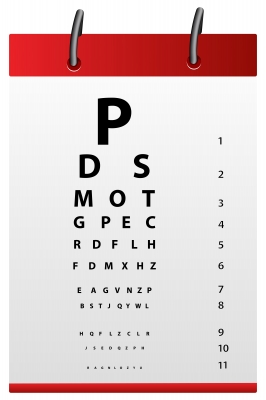 P 1
D S 2
M O T 3
G P E C 4
R D F L H 5
F D M X H Z 6
E A G V N Z P 7
B S T J Q Y W L 8
H Q F L Z C L R 9
J S E O Q Z P H 10
11